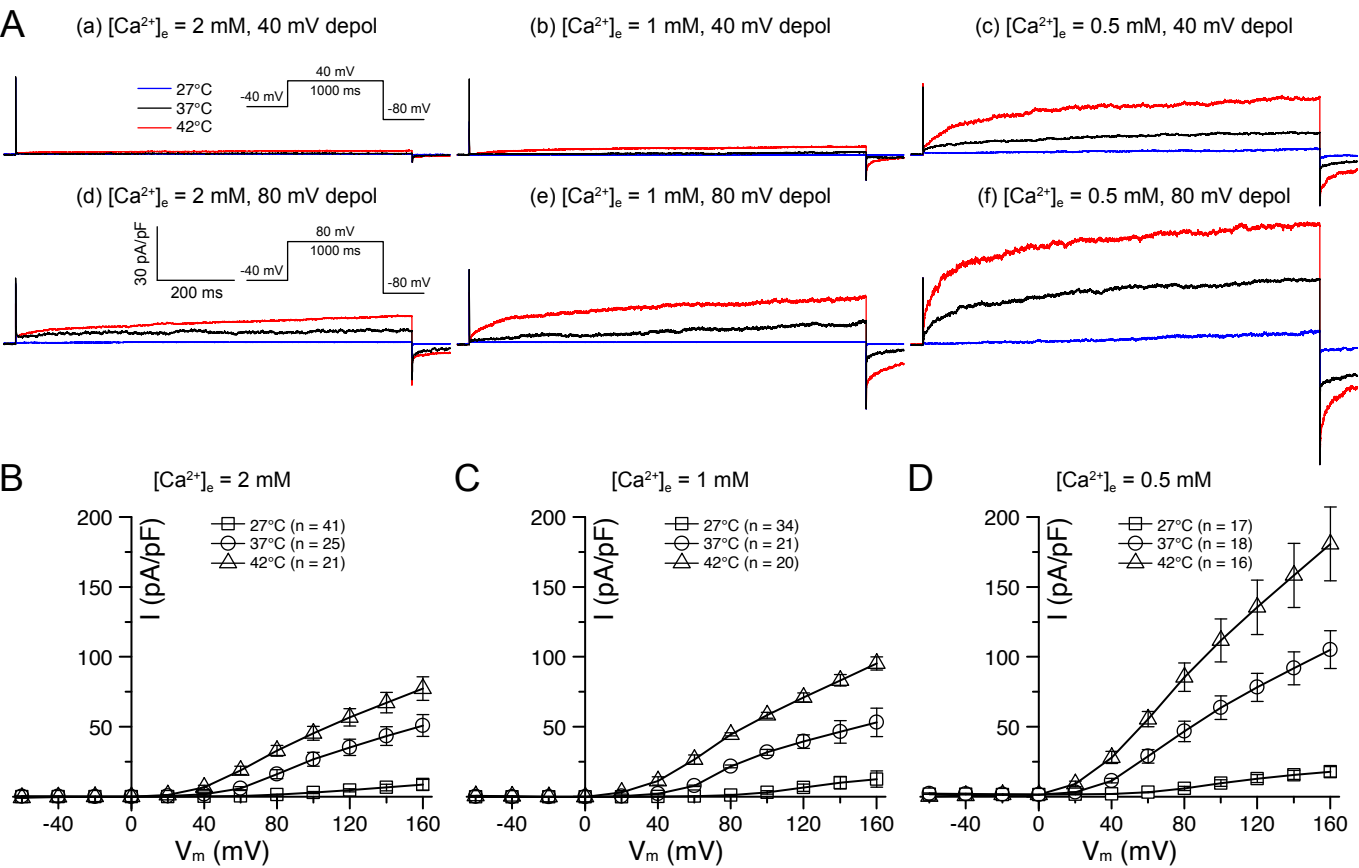 A
(a) [Ca²⁺]ₑ = 2 mM, 40 mV depol
(b) [Ca²⁺]ₑ = 1 mM, 40 mV depol
(c) [Ca²⁺]ₑ = 0.5 mM, 40 mV depol
27°C
37°C
42°C
40 mV
-40 mV
1000 ms
-80 mV
(d) [Ca²⁺]ₑ = 2 mM, 80 mV depol
(e) [Ca²⁺]ₑ = 1 mM, 80 mV depol
(f) [Ca²⁺]ₑ = 0.5 mM, 80 mV depol
30 pA/pF
200 ms
80 mV
-40 mV
1000 ms
-80 mV
B
[Ca²⁺]ₑ = 2 mM
200
150
100
50
0
I (pA/pF)
27°C (n = 41)
37°C (n = 25)
42°C (n = 21)
-40 0 40 80 120 160
Vₘ (mV)
C
[Ca²⁺]ₑ = 1 mM
200
150
100
50
0
I (pA/pF)
27°C (n = 34)
37°C (n = 21)
42°C (n = 20)
-40 0 40 80 120 160
Vₘ (mV)
D
[Ca²⁺]ₑ = 0.5 mM
200
150
100
50
0
I (pA/pF)
27°C (n = 17)
37°C (n = 18)
42°C (n = 16)
-40 0 40 80 120 160
Vₘ (mV)